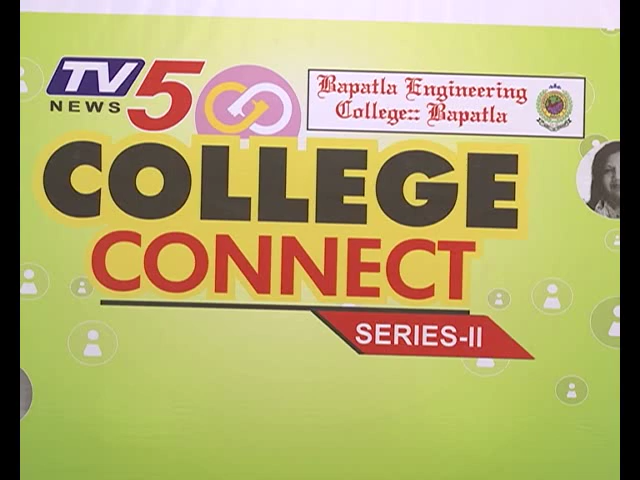 TV5
NEWS
Bapatla Engineering
College:: Bapatla
COLLEGE
CONNECT
SERIES-II